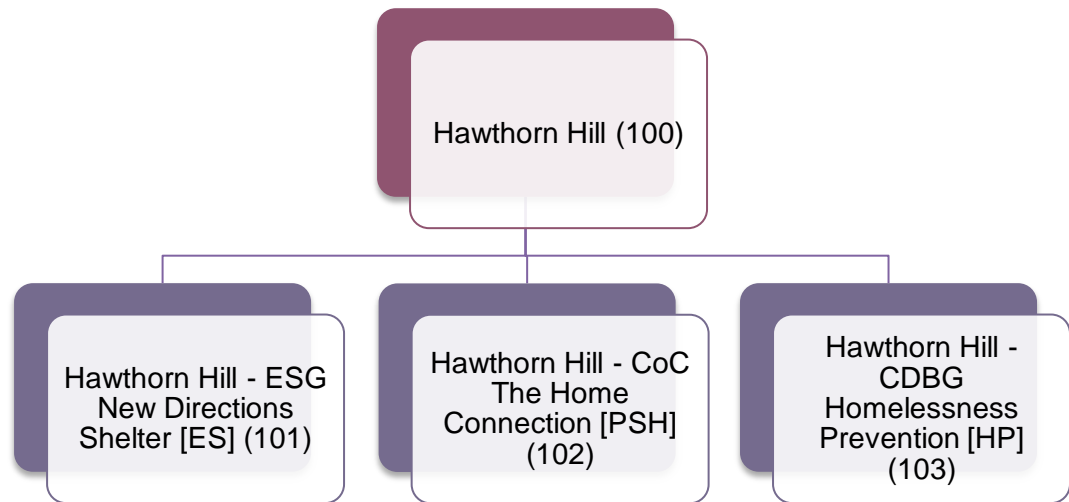 Hawthorn Hill (100)
Hawthorn Hill - ESG
New Directions
Shelter [ES] (101)
Hawthorn Hill - CoC
The Home
Connection [PSH]
(102)
Hawthorn Hill -
CDBG
Homelessness
Prevention [HP]
(103)